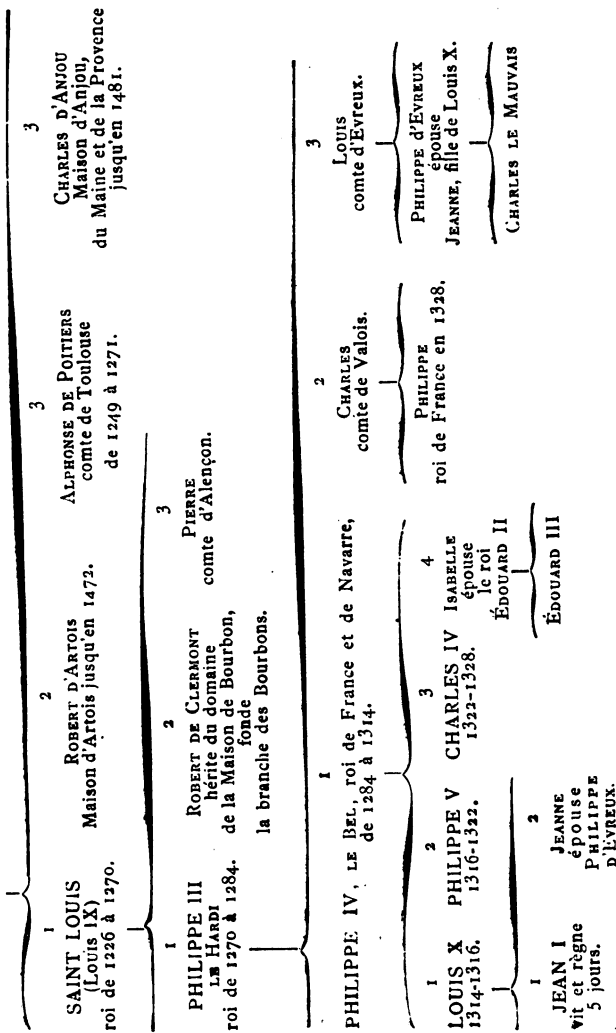 1
SAINT LOUIS
(Louis IX)
roi de 1226 à 1270.
2
ROBERT D'ARTOIS
Maison d'Artois jusqu'en 1472.
3
ALPHONSE DE POITIERS
comte de Toulouse
de 1249 à 1271.
3
CHARLES D'ANJOU
Maison d'Anjou,
du Maine et de la Provence
jusqu'en 1481.
1
PHILIPPE III
LE HARDI
roi de 1270 à 1284.
2
ROBERT DE CLERMONT
hérite du domaine
de la Maison de Bourbon,
fonde
la branche des Bourbons.
3
PIERRE
comte d'Alençon.
1
PHILIPPE IV, LE BEL, roi de France et de Navarre,
de 1284 à 1314.
2
CHARLES
comte de Valois.
3
LOUIS
comte d'Evreux.
1
LOUIS X
1314-1316.
2
PHILIPPE V
1316-1322.
3
CHARLES IV
1322-1328.
4
ISABELLE
épouse
le roi
ÉDOUARD II
PHILIPPE
roi de France en 1328.
PHILIPPE D'EVREUX
épouse
JEANNE, fille de Louis X.
1
JEAN I
vit et règne
5 jours.
2
JEANNE
épouse
PHILIPPE
D'EVREUX.
ÉDOUARD III
CHARLES LE MAUVAIS